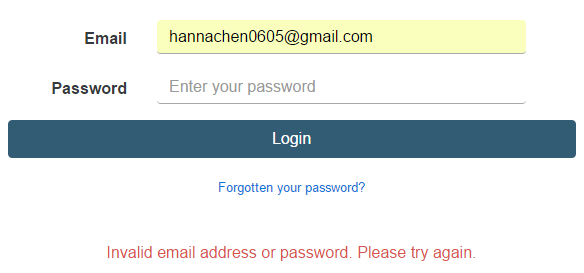 Email hannachen0605@gmail.com
Password Enter your password
Login
Forgotten your password?
Invalid email address or password. Please try again.